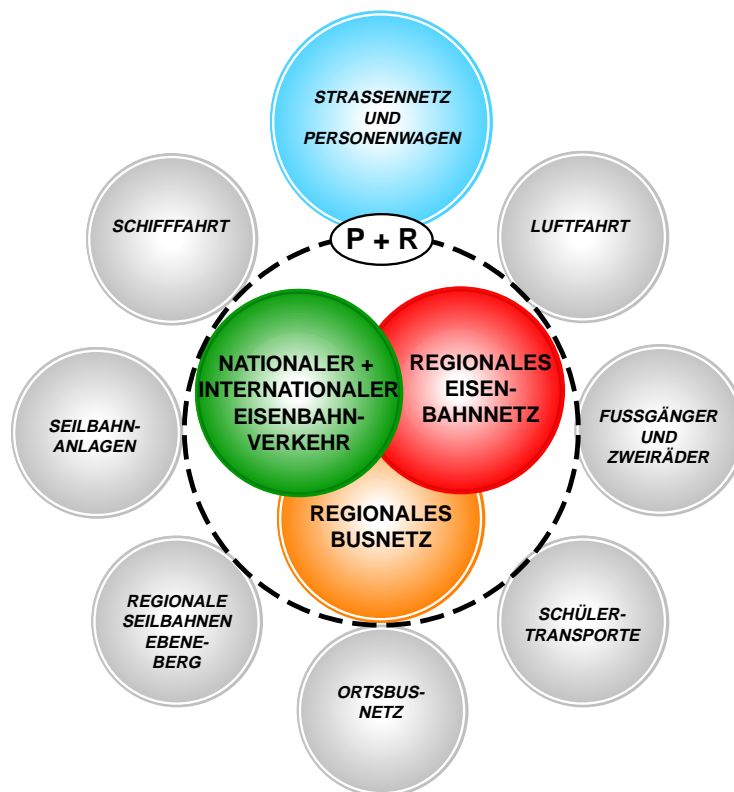 STRASSENNETZ
UND
PERSONENWAGEN
SCHIFFFAHRT
LUFTFAHRT
P + R
NATIONALER +
INTERNATIONALER
EISENBAHN-
VERKEHR
REGIONALES
EISEN-
BAHNNETZ
SEILBAHN-
ANLAGEN
FUSSGÄNGER
UND
ZWEIRÄDER
REGIONALES
BUSNETZ
REGIONALE
SEILBAHNEN
EBENE-
BERG
SCHÜLER-
TRANSPORTE
ORTSBUS-
NETZ